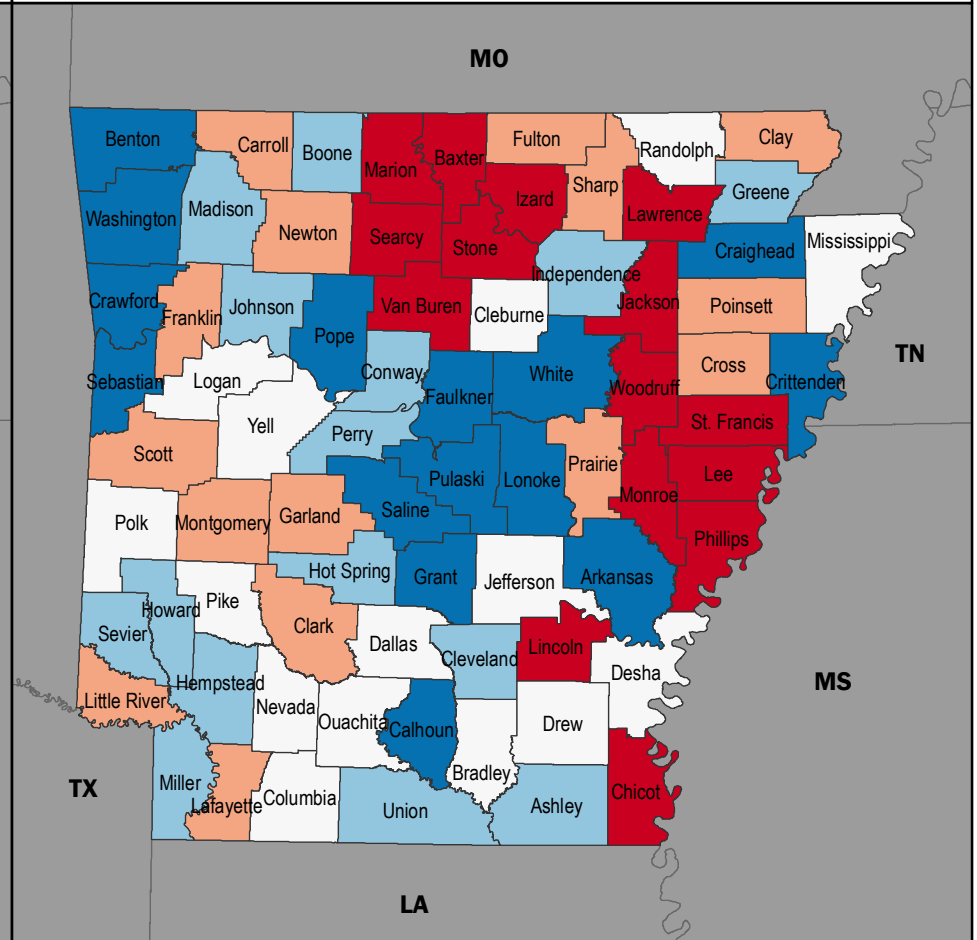 MO
Benton
Carroll
Boone
Marion
Baxter
Fulton
Sharp
Randolph
Clay
Izard
Lawrence
Greene
Washington
Madison
Newton
Searcy
Stone
Craighead
Mississippi
Independence
Crawford
Franklin
Johnson
Pope
Van Buren
Cleburne
Jackson
Poinsett
TN
Sebastian
Logan
Conway
Faulkner
White
Woodruff
Cross
Crittenden
Yell
Perry
St. Francis
Scott
Pulaski
Lonoke
Prairie
Lee
Monroe
Polk
Montgomery
Garland
Saline
Phillips
Hot Spring
Grant
Jefferson
Arkansas
Howard
Pike
Sevier
Clark
Dallas
Cleveland
Lincoln
Desha
MS
Hempstead
Little River
Nevada
Ouachita
Calhoun
Drew
Bradley
TX
Miller
Lafayette
Columbia
Union
Ashley
Chicot
LA